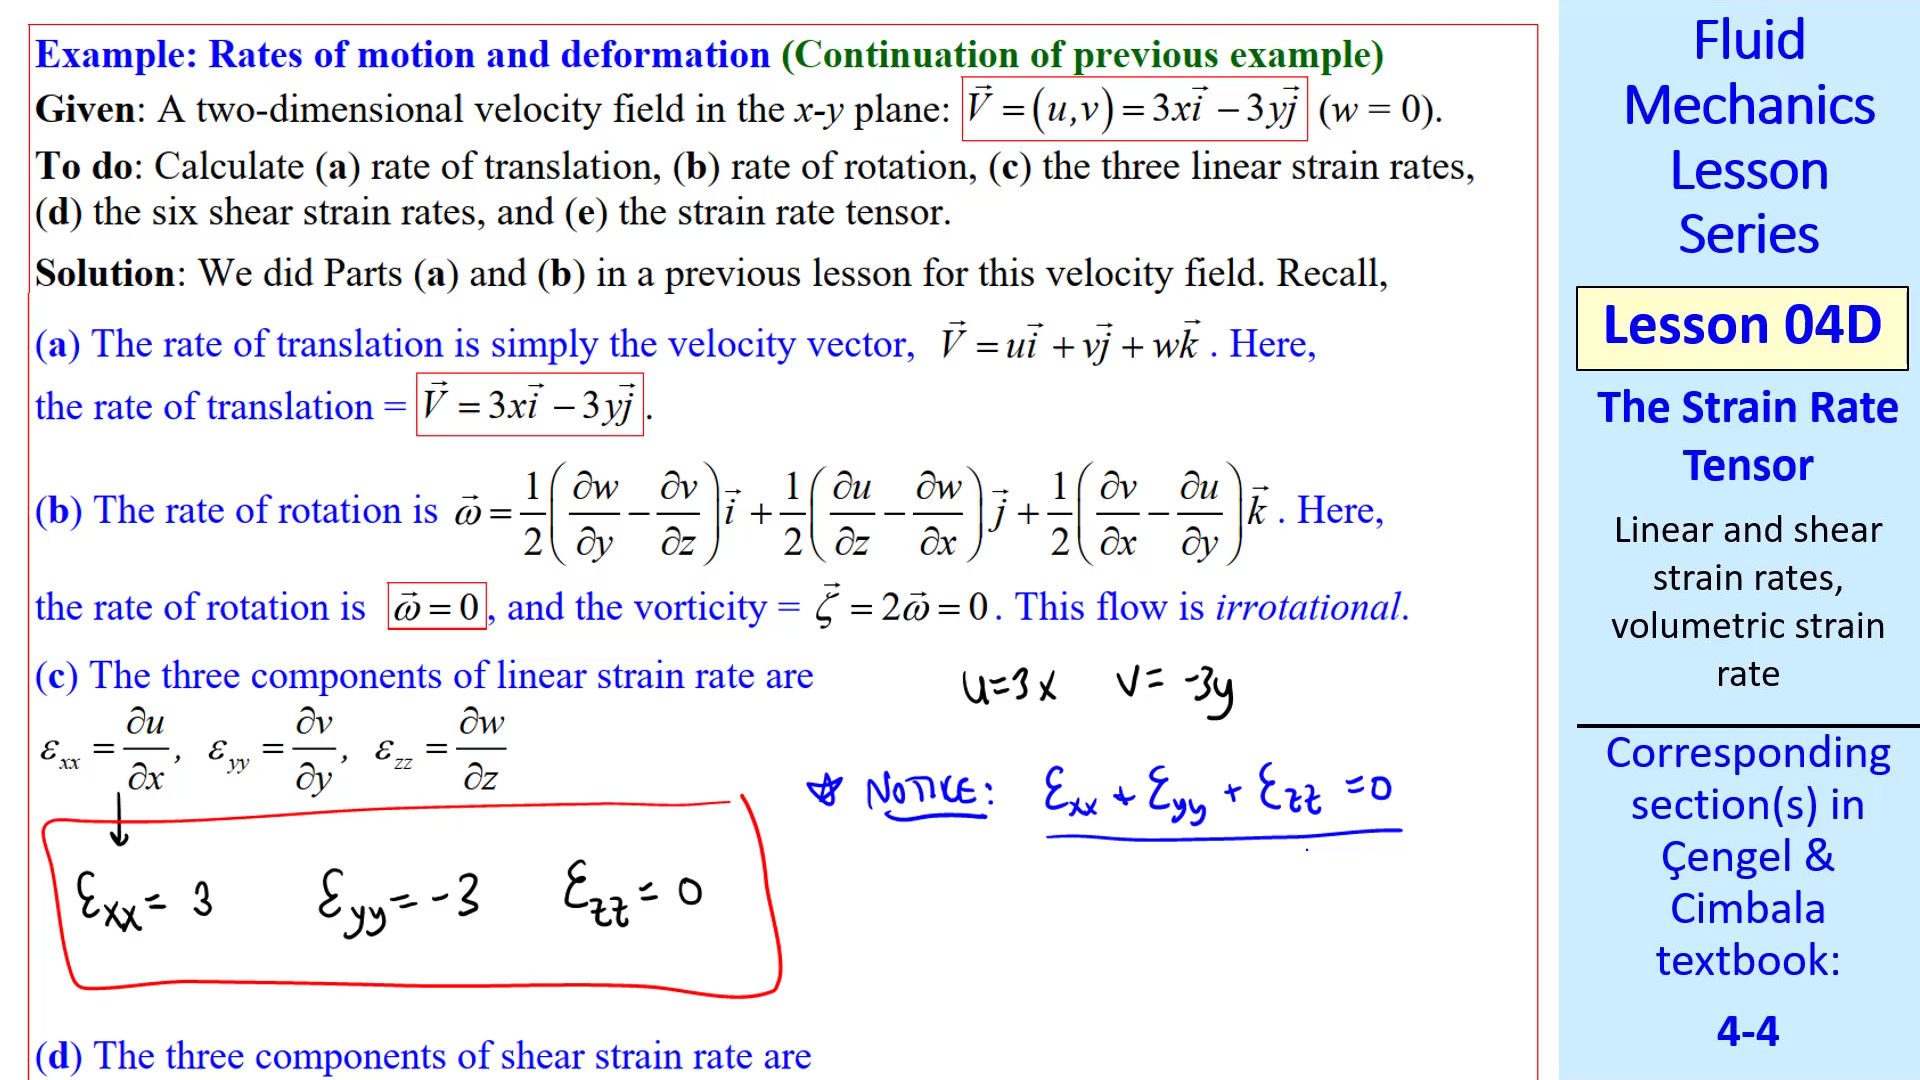 Example: Rates of motion and deformation (Continuation of previous example)
Given: A two-dimensional velocity field in the x-y plane: V⃗ = (u,v) = 3xi⃗ − 3yj⃗ (w = 0).
To do: Calculate (a) rate of translation, (b) rate of rotation, (c) the three linear strain rates,
(d) the six shear strain rates, and (e) the strain rate tensor.
Solution: We did Parts (a) and (b) in a previous lesson for this velocity field. Recall,
(a) The rate of translation is simply the velocity vector, V⃗ = ui⃗ + vj⃗ + wk⃗ . Here,
the rate of translation = V⃗ = 3xi⃗ − 3yj⃗ .
(b) The rate of rotation is ω⃗ = 1/2 (∂w/∂y − ∂v/∂z) i⃗ + 1/2 (∂u/∂z − ∂w/∂x) j⃗ + 1/2 (∂v/∂x − ∂u/∂y) k⃗ . Here,
the rate of rotation is ω⃗ = 0 , and the vorticity = ζ⃗ = 2ω⃗ = 0 . This flow is irrotational.
(c) The three components of linear strain rate are
u=3x v= -3y
εxx = ∂u/∂x , εyy = ∂v/∂y , εzz = ∂w/∂z
☆ NOTICE: εxx + εyy + εzz = 0
εxx = 3 εyy = -3 εzz = 0
(d) The three components of shear strain rate are
Fluid
Mechanics
Lesson
Series
Lesson 04D
The Strain Rate
Tensor
Linear and shear
strain rates,
volumetric strain
rate
Corresponding
section(s) in
Çengel &
Cimbala
textbook:
4-4